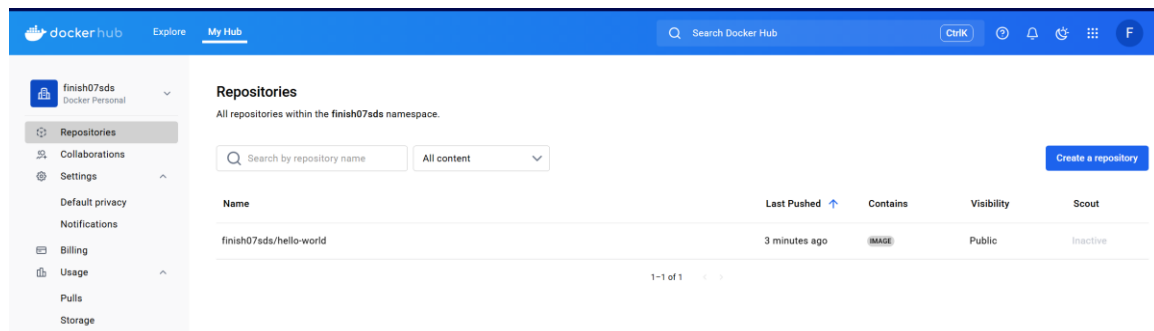 dockerhub Explore My Hub Search Docker Hub CtrlK F
finish07sds
Docker Personal
Repositories
Collaborations
Settings
Default privacy
Notifications
Billing
Usage
Pulls
Storage
Repositories
All repositories within the finish07sds namespace.
Search by repository name All content Create a repository
Name Last Pushed Contains Visibility Scout
finish07sds/hello-world 3 minutes ago IMAGE Public Inactive
1-1 of 1